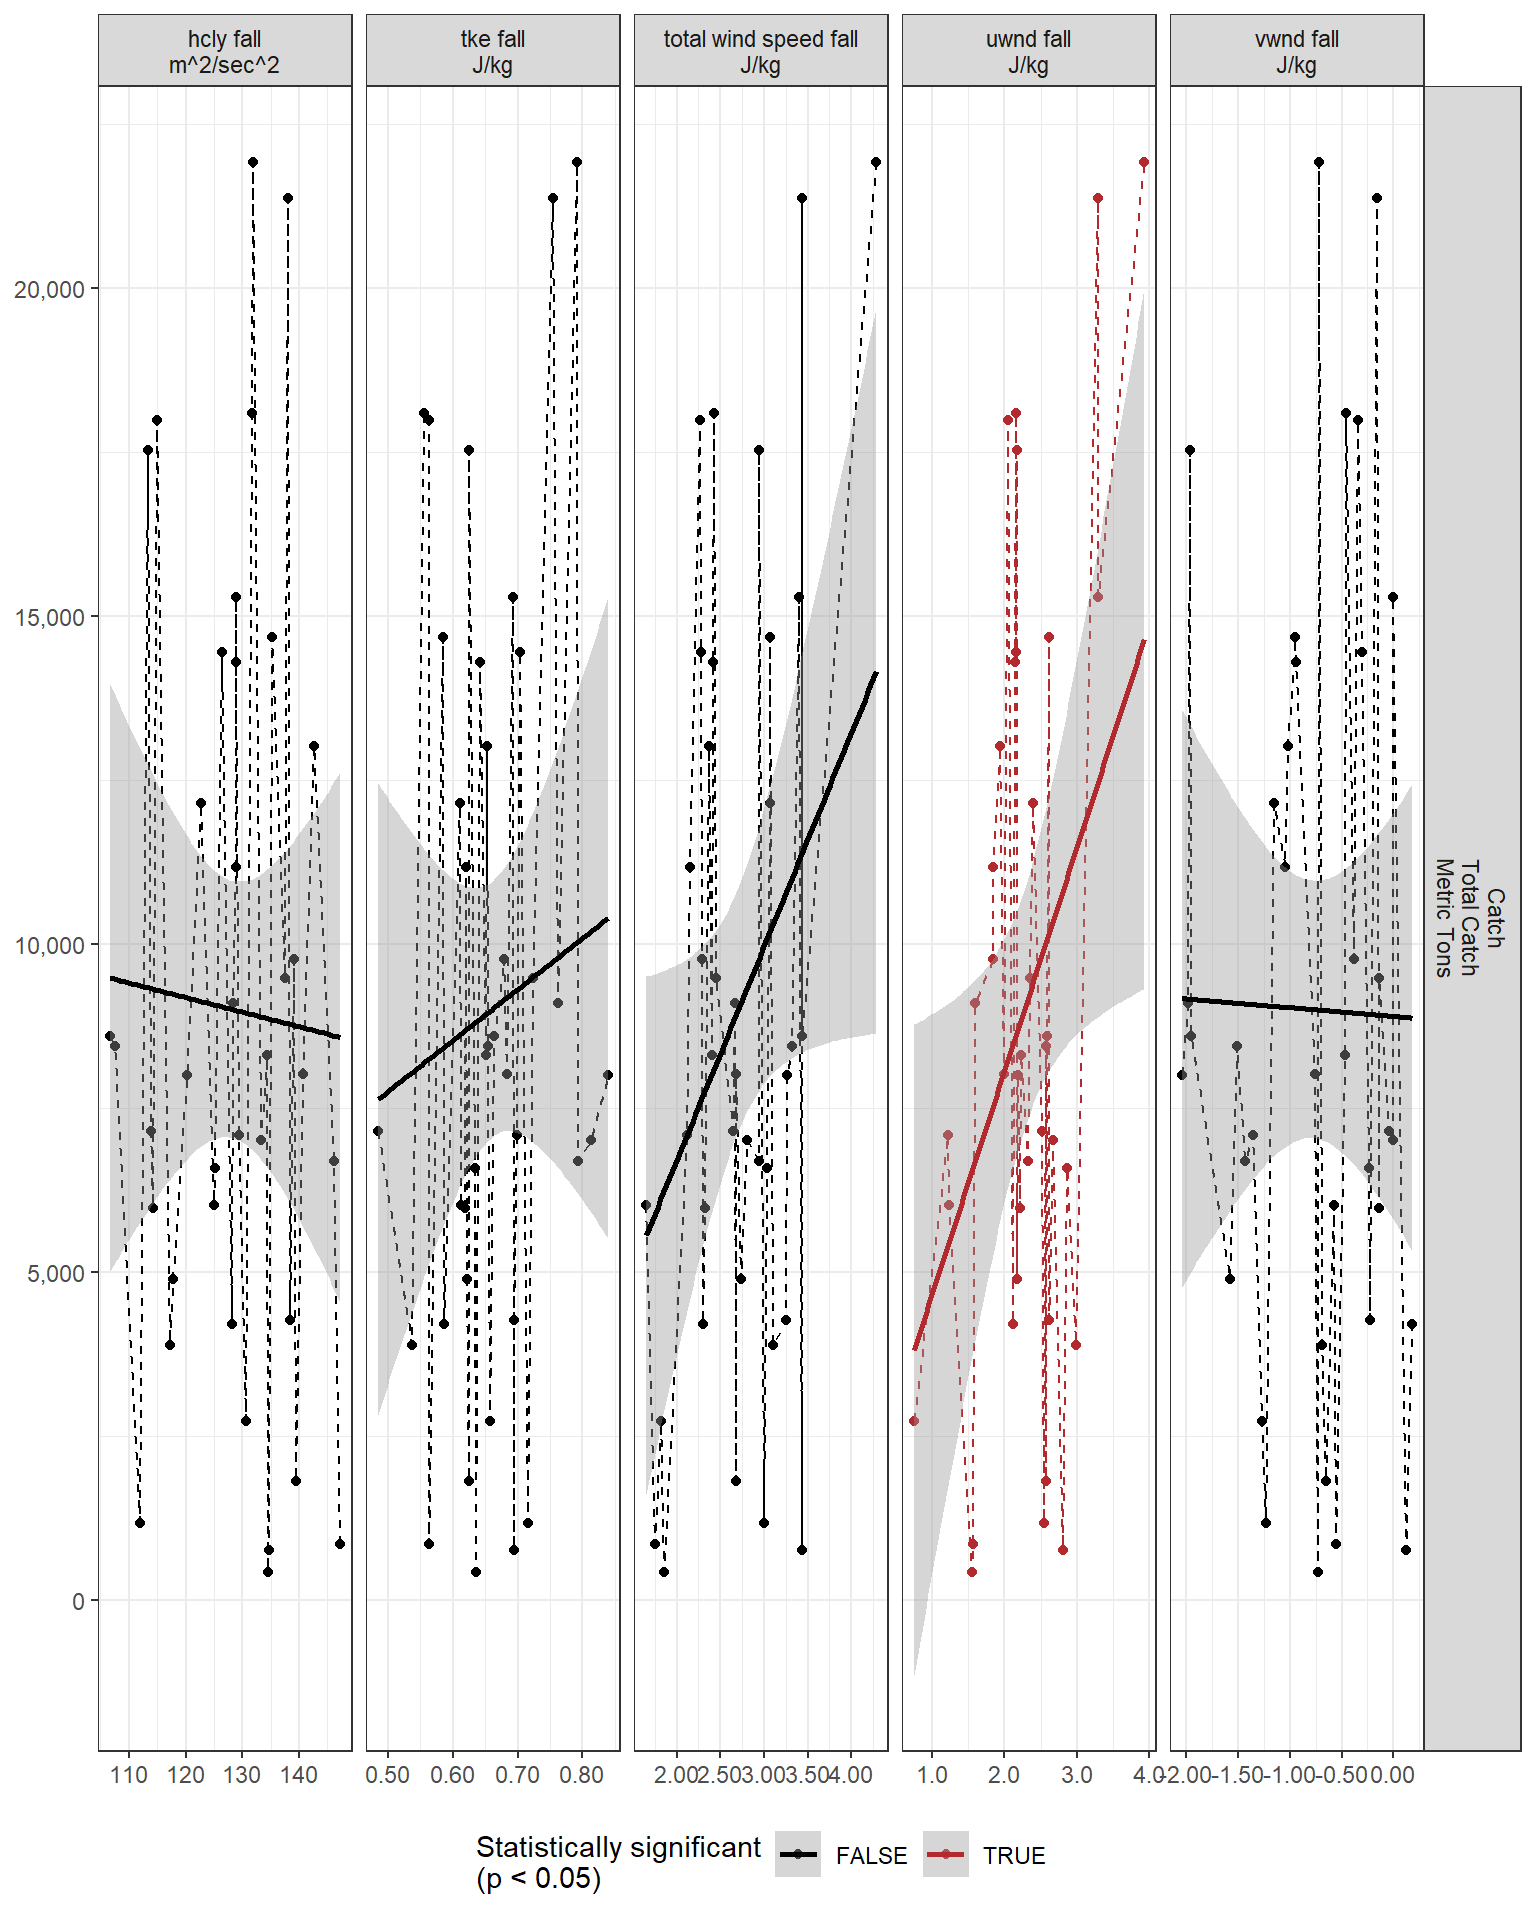 hcly fall
m^2/sec^2
tke fall
J/kg
total wind speed fall
J/kg
uwnd fall
J/kg
vwnd fall
J/kg
Catch
Total Catch
Metric Tons
20,000
15,000
10,000
5,000
0
110 120 130 140
0.50 0.60 0.70 0.80
2.00 2.50 3.00 3.50 4.00
1.0 2.0 3.0 4.0
-2.00 -1.50 -1.00 -0.50 0.00
Statistically significant
(p < 0.05)
FALSE
TRUE